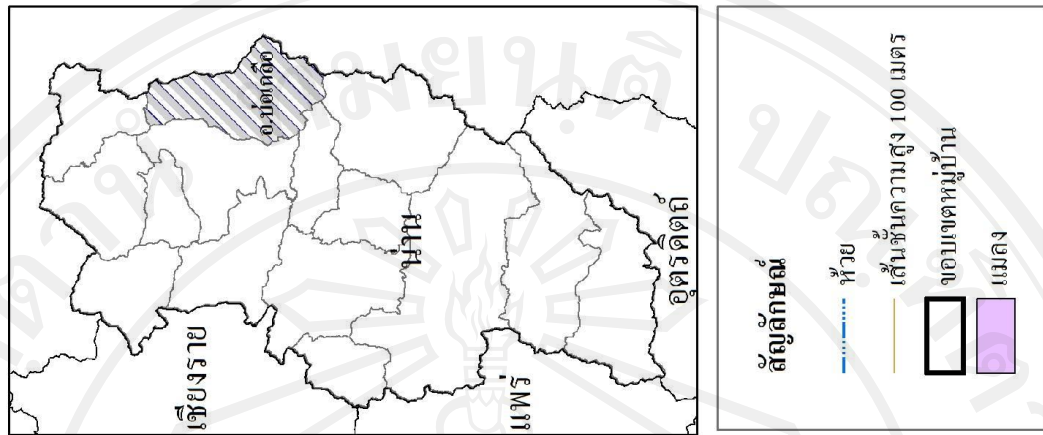 อ.บ่อเกลือ
เชียงราย
น่าน
แพร่
อุตรดิตถ์
สัญลักษณ์
ห้วย
เส้นชั้นความสูง 100 เมตร
ขอบเขตหมู่บ้าน
แมลง